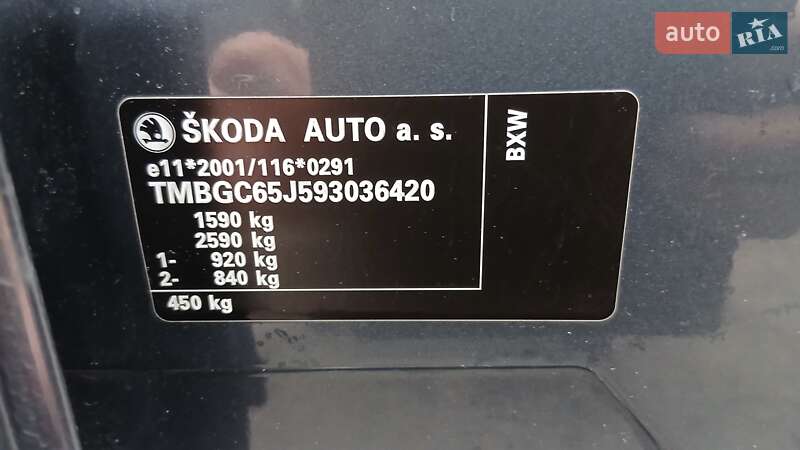 auto RIA .com
ŠKODA AUTO a. s.
e11*2001/116*0291
TMBGC65J593036420
1590 kg
2590 kg
1- 920 kg
2- 840 kg
450 kg
BXW